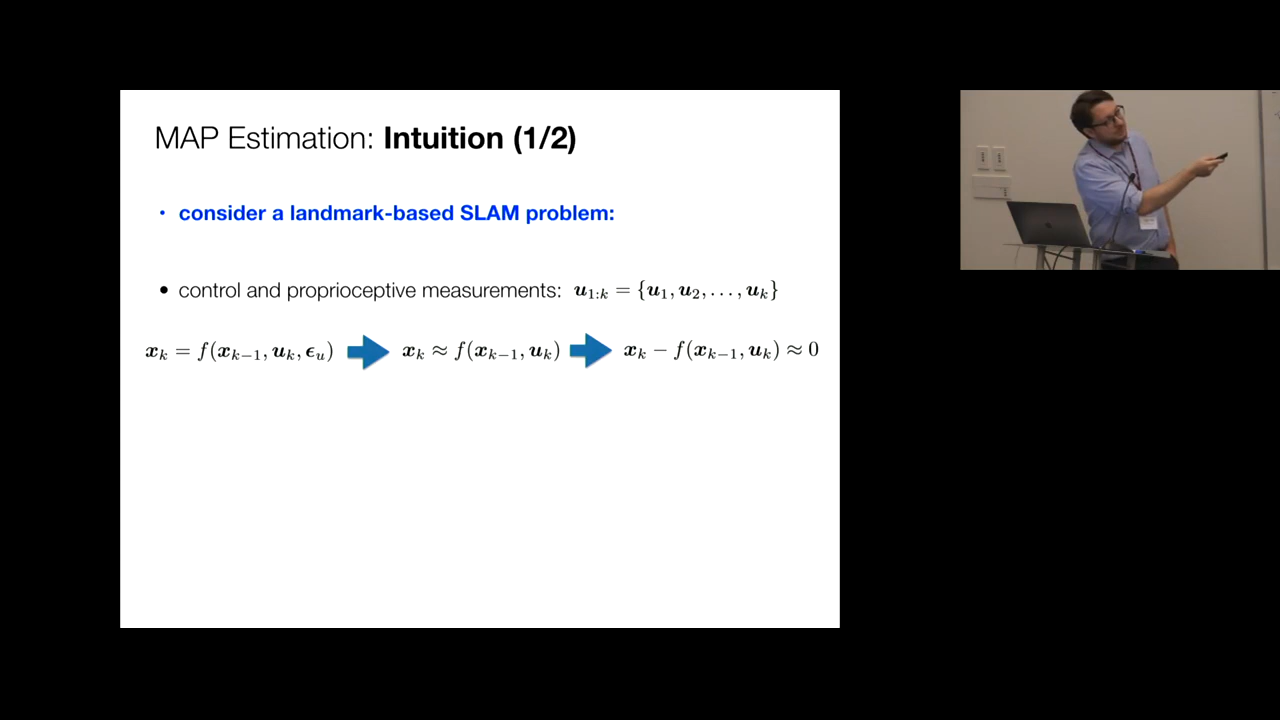 MAP Estimation: Intuition (1/2)
• consider a landmark-based SLAM problem:
• control and proprioceptive measurements: u_{1:k} = {u_1, u_2, . . . , u_k}
x_k = f(x_{k−1}, u_k, ϵ_u) x_k ≈ f(x_{k−1}, u_k) x_k − f(x_{k−1}, u_k) ≈ 0